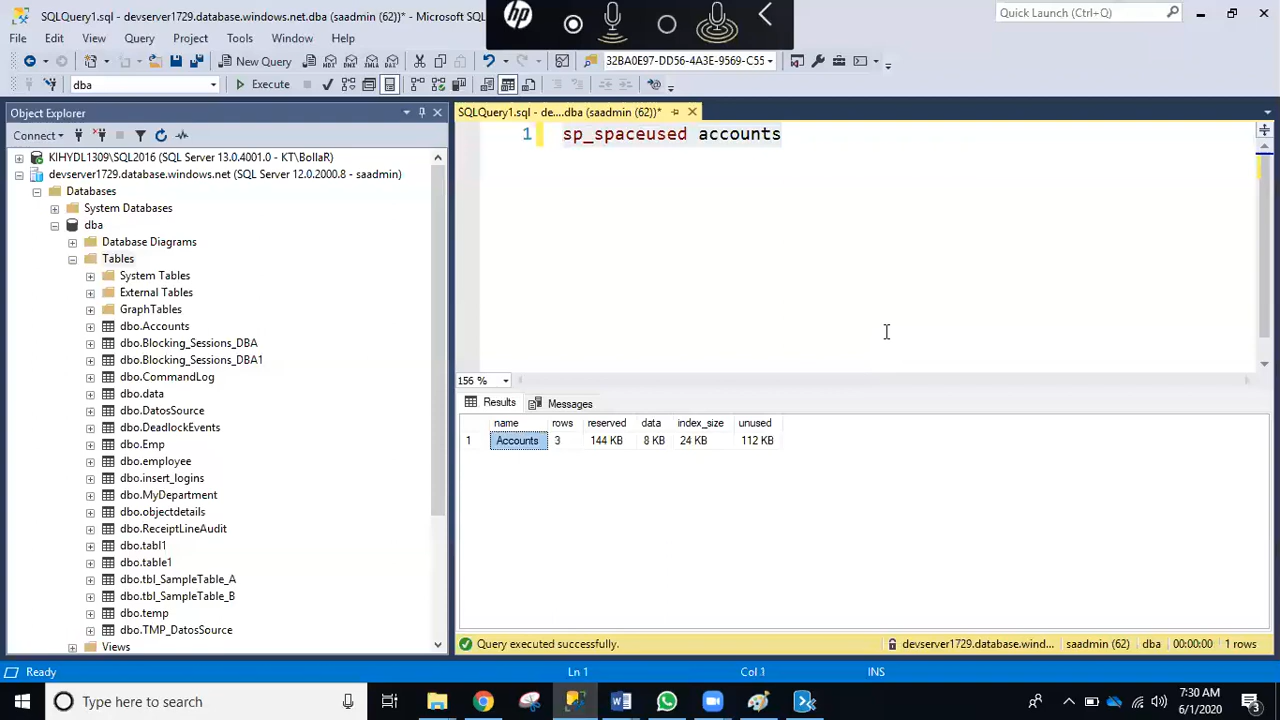 SQLQuery1.sql - devserver1729.database.windows.net.dba (saadmin (62))* - Microsoft SQL
hp
Quick Launch (Ctrl+Q)
File Edit View Query Project Tools Window Help
New Query
MDX DMX XMLA DAX
32BA0E97-DD56-4A3E-9569-C55
dba
Execute
Object Explorer
Connect
KIHYDL1309\SQL2016 (SQL Server 13.0.4001.0 - KT\BollaR)
devserver1729.database.windows.net (SQL Server 12.0.2000.8 - saadmin)
Databases
System Databases
dba
Database Diagrams
Tables
System Tables
External Tables
GraphTables
dbo.Accounts
dbo.Blocking_Sessions_DBA
dbo.Blocking_Sessions_DBA1
dbo.CommandLog
dbo.data
dbo.DatosSource
dbo.DeadlockEvents
dbo.Emp
dbo.employee
dbo.insert_logins
dbo.MyDepartment
dbo.objectdetails
dbo.ReceiptLineAudit
dbo.tabl1
dbo.table1
dbo.tbl_SampleTable_A
dbo.tbl_SampleTable_B
dbo.temp
dbo.TMP_DatosSource
Views
SQLQuery1.sql - de....dba (saadmin (62))*
1 sp_spaceused accounts
156 %
Results Messages
name rows reserved data index_size unused
1 Accounts 3 144 KB 8 KB 24 KB 112 KB
Query executed successfully.
devserver1729.database.wind... saadmin (62) dba 00:00:00 1 rows
Ready
Ln 1
Col 1
INS
Type here to search
7:30 AM
6/1/2020
3